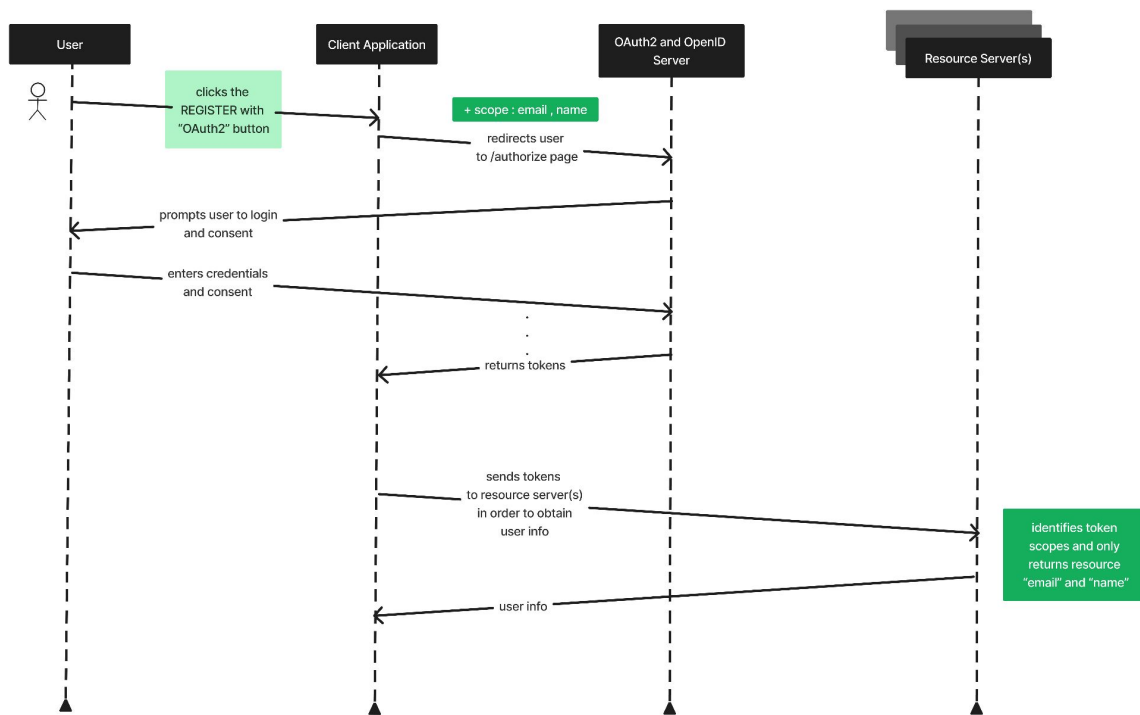 User
Client Application
OAuth2 and OpenID
Server
Resource Server(s)
clicks the
REGISTER with
"OAuth2" button
+ scope : email , name
redirects user
to /authorize page
prompts user to login
and consent
enters credentials
and consent
.
.
.
returns tokens
sends tokens
to resource server(s)
in order to obtain
user info
identifies token
scopes and only
returns resource
"email" and "name"
user info